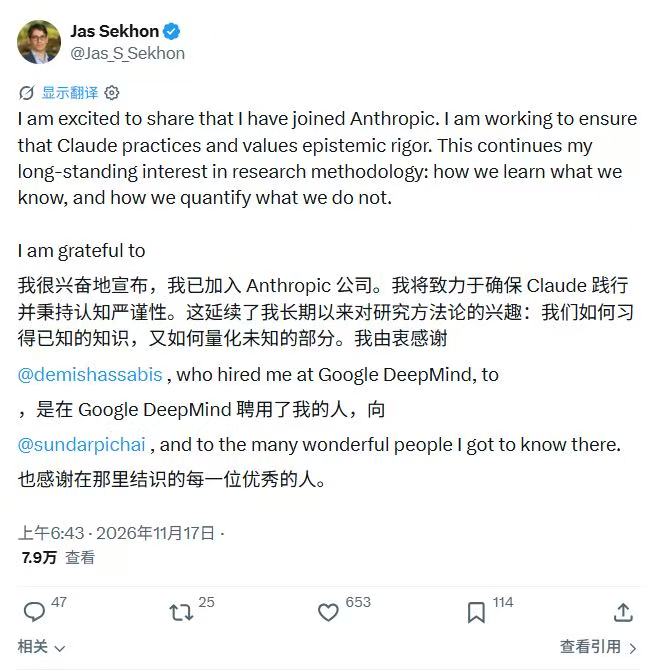 Jas Sekhon
@Jas_S_Sekhon
显示翻译
I am excited to share that I have joined Anthropic. I am working to ensure
that Claude practices and values epistemic rigor. This continues my
long-standing interest in research methodology: how we learn what we
know, and how we quantify what we do not.
I am grateful to
我很兴奋地宣布，我已加入 Anthropic 公司。我将致力于确保 Claude 践行
并秉持认知严谨性。这延续了我长期以来对研究方法论的兴趣：我们如何习
得已知的知识，又如何量化未知的部分。我由衷感谢
@demishassabis , who hired me at Google DeepMind, to
，是在 Google DeepMind 聘用了我的人，向
@sundarpichai , and to the many wonderful people I got to know there.
也感谢在那里结识的每一位优秀的人。
上午6:43 · 2026年11月17日 ·
7.9万 查看
47 25 653 114
相关
查看引用